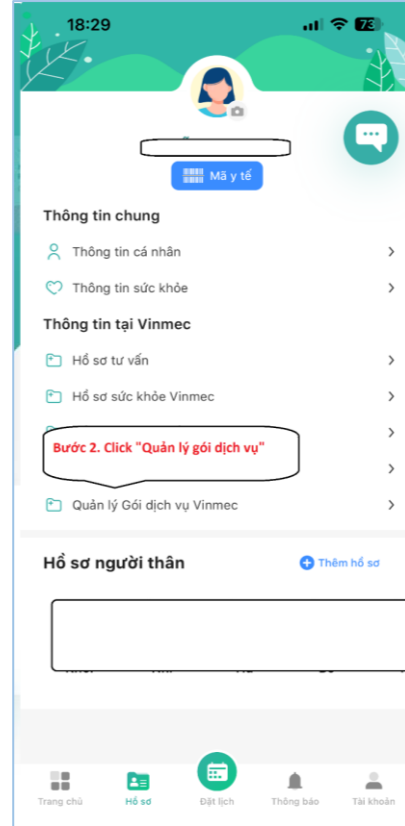 18:29
73
Mã y tế
Thông tin chung
Thông tin cá nhân
Thông tin sức khỏe
Thông tin tại Vinmec
Hồ sơ tư vấn
Hồ sơ sức khỏe Vinmec
Bước 2. Click "Quản lý gói dịch vụ"
Quản lý Gói dịch vụ Vinmec
Hồ sơ người thân
Thêm hồ sơ
Trang chủ
Hồ sơ
Đặt lịch
Thông báo
Tài khoản